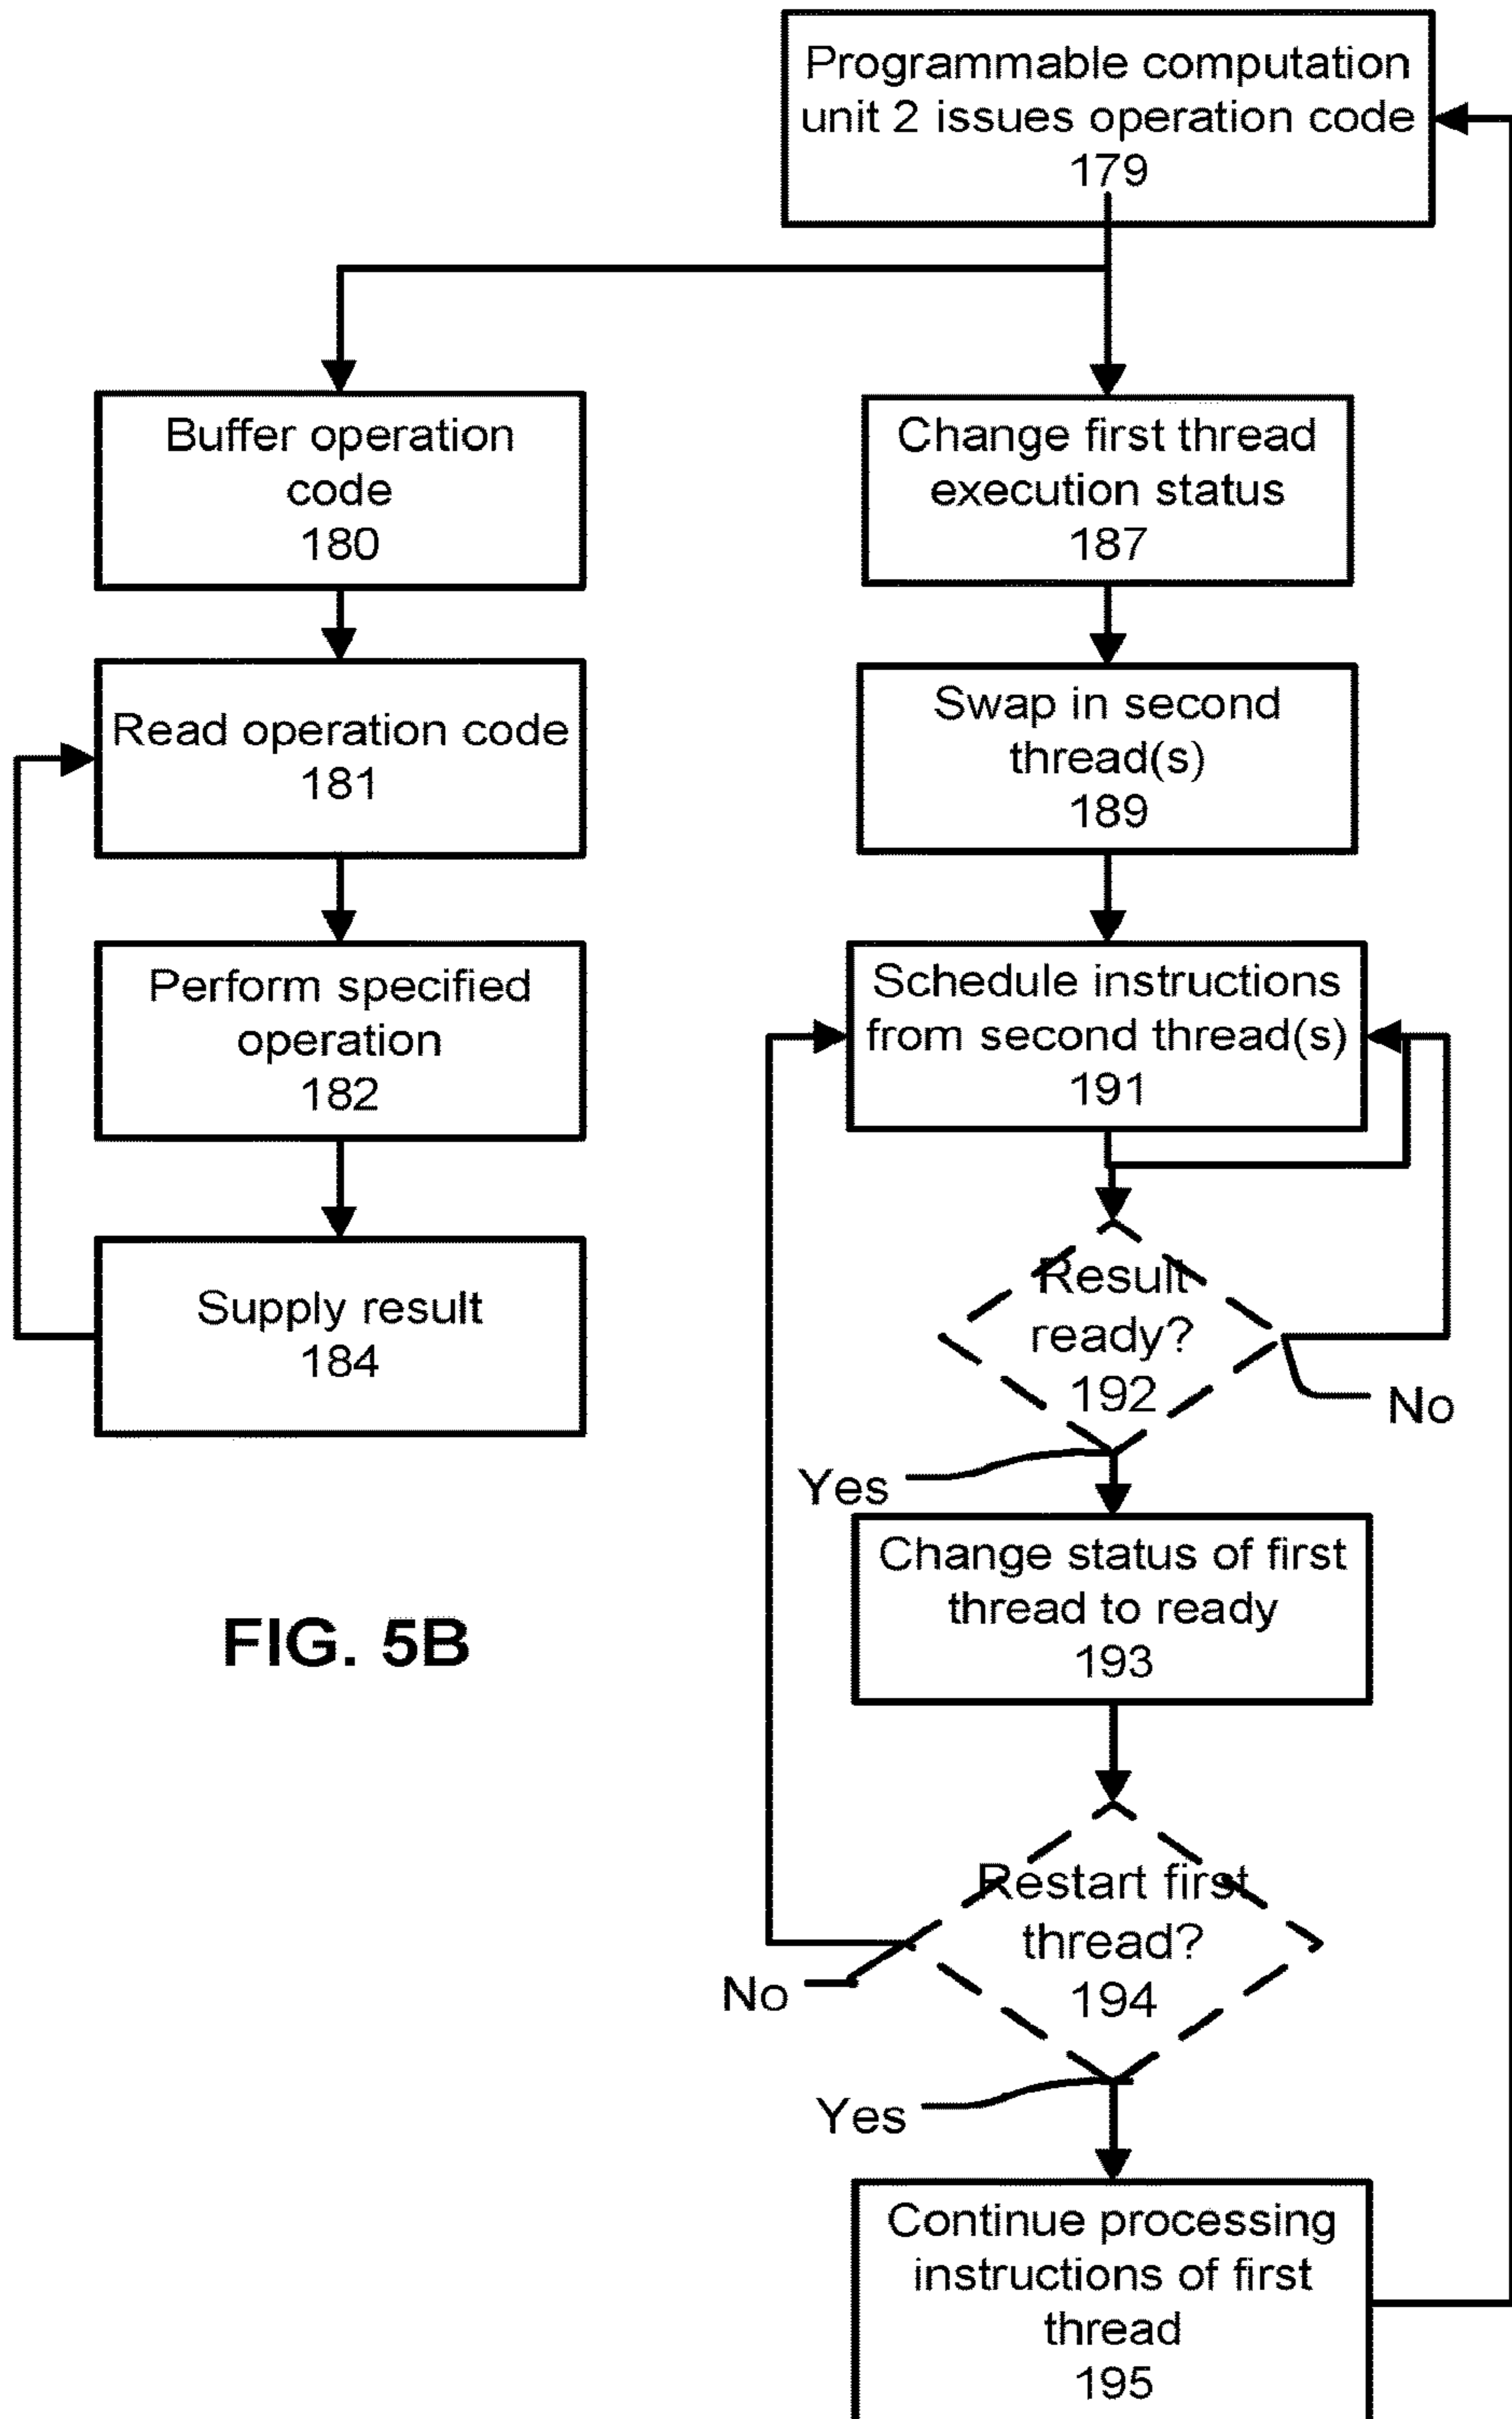 Programmable computation
unit 2 issues operation code
179
Buffer operation
code
180
Read operation code
181
Perform specified
operation
182
Supply result
184
FIG. 5B
Change first thread
execution status
187
Swap in second
thread(s)
189
Schedule instructions
from second thread(s)
191
Result
ready?
192
No
Yes
Change status of first
thread to ready
193
Restart first
thread?
194
No
Yes
Continue processing
instructions of first
thread
195